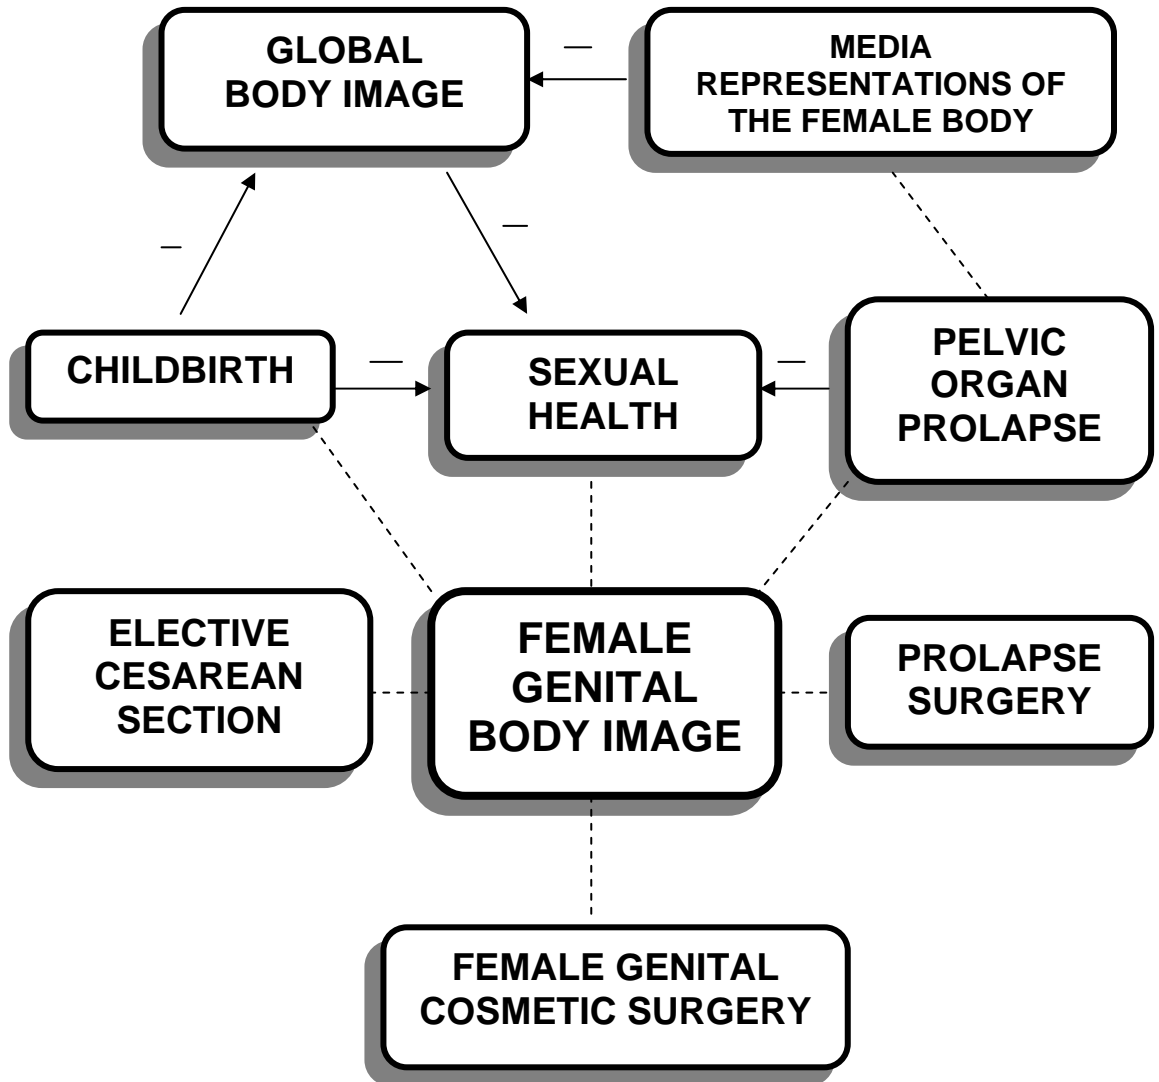 GLOBAL
BODY IMAGE
—
MEDIA
REPRESENTATIONS OF
THE FEMALE BODY
—
—
CHILDBIRTH
—
SEXUAL
HEALTH
—
PELVIC
ORGAN
PROLAPSE
ELECTIVE
CESAREAN
SECTION
FEMALE
GENITAL
BODY IMAGE
PROLAPSE
SURGERY
FEMALE GENITAL
COSMETIC SURGERY